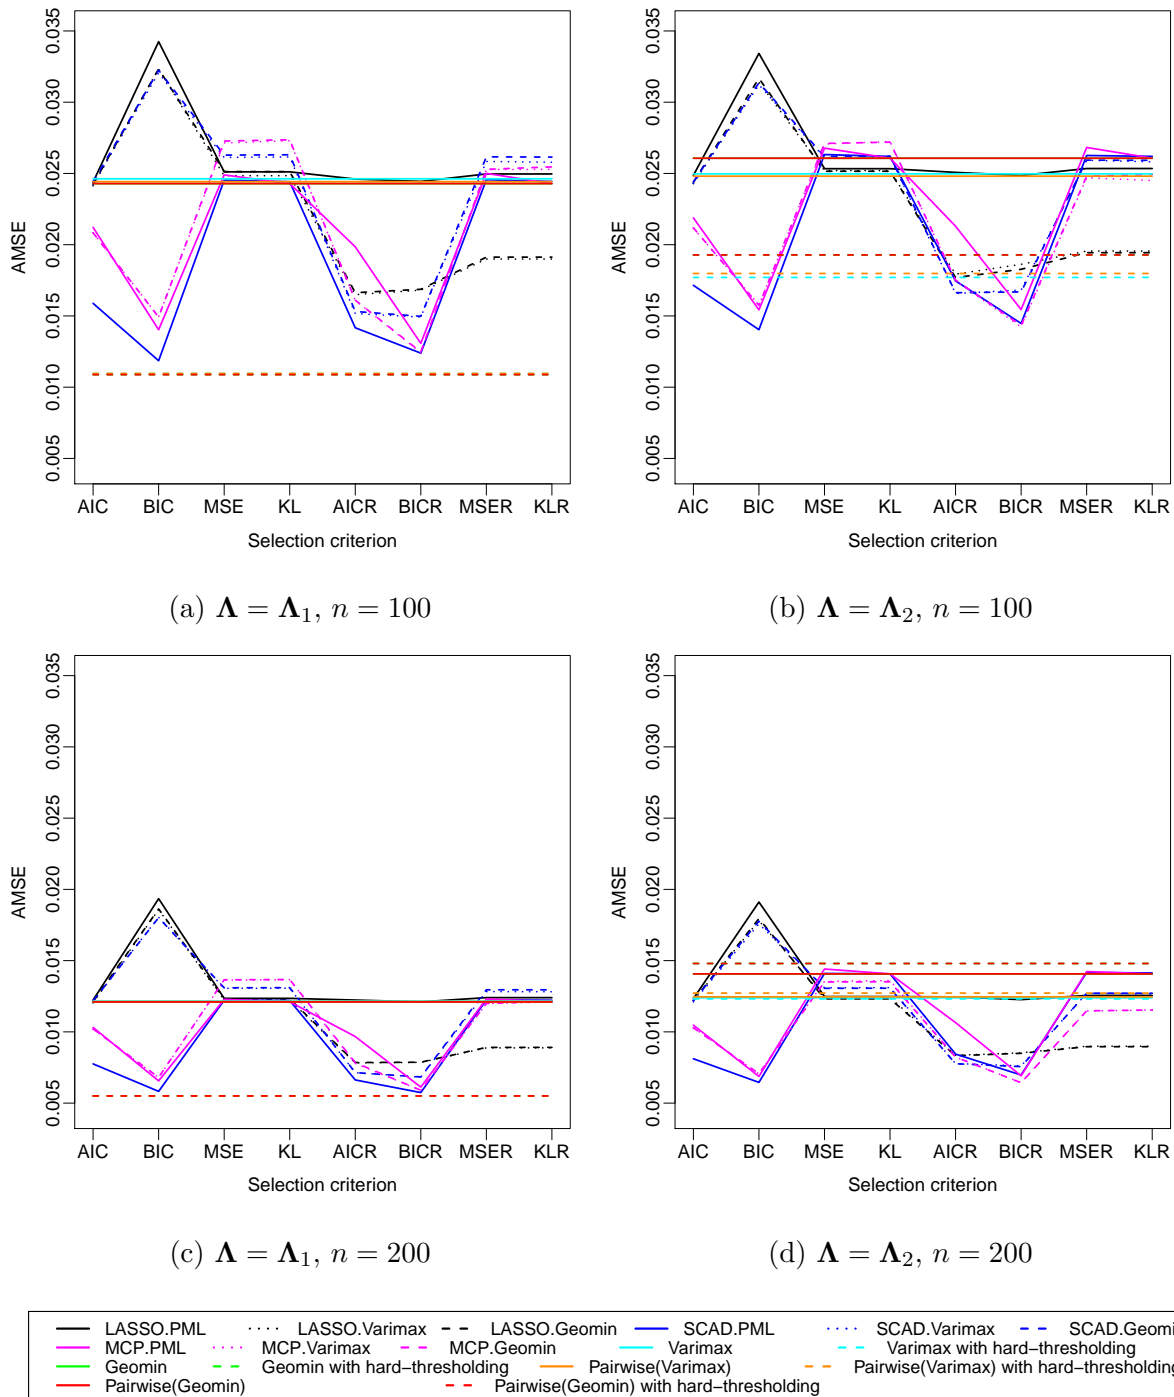 0.035
0.030
0.025
0.020
0.015
0.010
0.005
AMSE
AIC BIC MSE KL AICR BICR MSER KLR
Selection criterion
(a) Λ = Λ1, n = 100
0.035
0.030
0.025
0.020
0.015
0.010
0.005
AMSE
AIC BIC MSE KL AICR BICR MSER KLR
Selection criterion
(b) Λ = Λ2, n = 100
0.035
0.030
0.025
0.020
0.015
0.010
0.005
AMSE
AIC BIC MSE KL AICR BICR MSER KLR
Selection criterion
(c) Λ = Λ1, n = 200
0.035
0.030
0.025
0.020
0.015
0.010
0.005
AMSE
AIC BIC MSE KL AICR BICR MSER KLR
Selection criterion
(d) Λ = Λ2, n = 200
LASSO.PML LASSO.Varimax LASSO.Geomin SCAD.PML SCAD.Varimax SCAD.Geomi
MCP.PML MCP.Varimax MCP.Geomin Varimax Varimax with hard−thresholding
Geomin Geomin with hard−thresholding Pairwise(Varimax) Pairwise(Varimax) with hard−threshold
Pairwise(Geomin) Pairwise(Geomin) with hard−thresholding